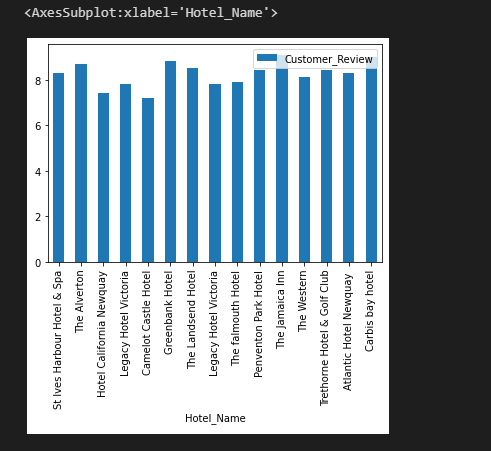 <AxesSubplot:xlabel='Hotel_Name'>
Customer_Review
8
6
4
2
0
St Ives Harbour Hotel & Spa
The Alverton
Hotel California Newquay
Legacy Hotel Victoria
Camelot Castle Hotel
Greenbank Hotel
The Landsend Hotel
Legacy Hotel Victoria
The falmouth Hotel
Penventon Park Hotel
The Jamaica Inn
The Western
Trethorne Hotel & Golf Club
Atlantic Hotel Newquay
Carbis bay hotel
Hotel_Name